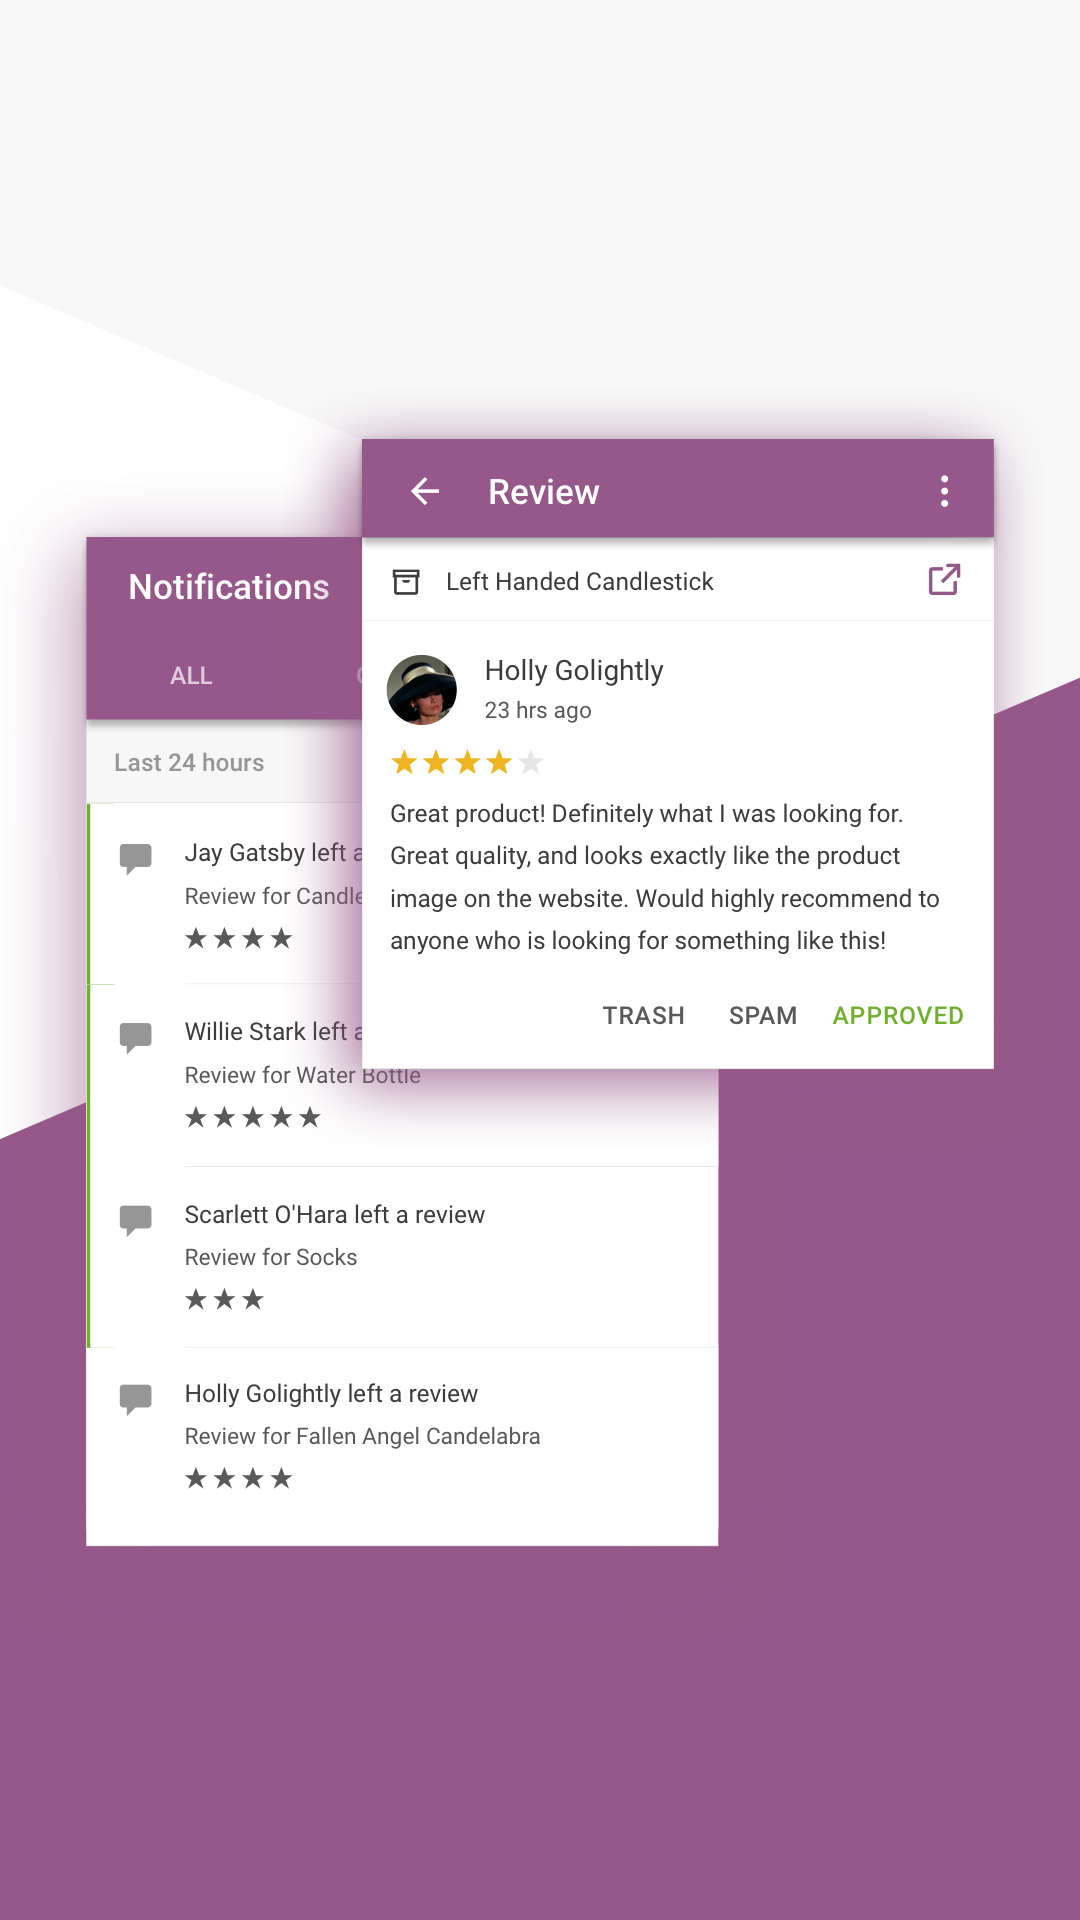 Review
Left Handed Candlestick
Holly Golightly
23 hrs ago
Great product! Definitely what I was looking for.
Great quality, and looks exactly like the product
image on the website. Would highly recommend to
anyone who is looking for something like this!
TRASH SPAM APPROVED
Notifications
ALL
Last 24 hours
Jay Gatsby left a
Review for
Willie Stark left a
Review for Water Bottle
Scarlett O'Hara left a review
Review for Socks
Holly Golightly left a review
Review for Fallen Angel Candelabra